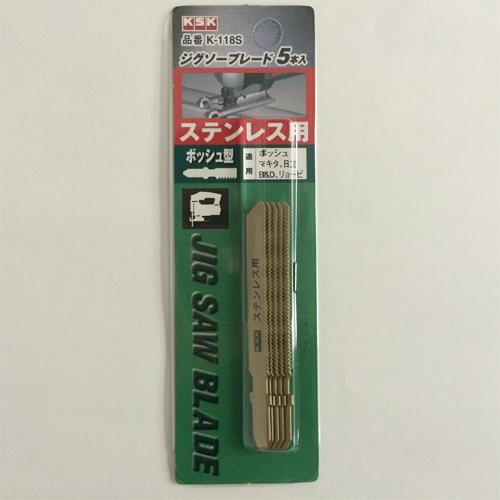 KSK
品番 K-118S
ジグソーブレード 5本入
ステンレス用
ボッシュ型
適用
ボッシュ
マキタ、日立
B&D、リョービ
JIG SAW BLADE
KSK ステンレス用